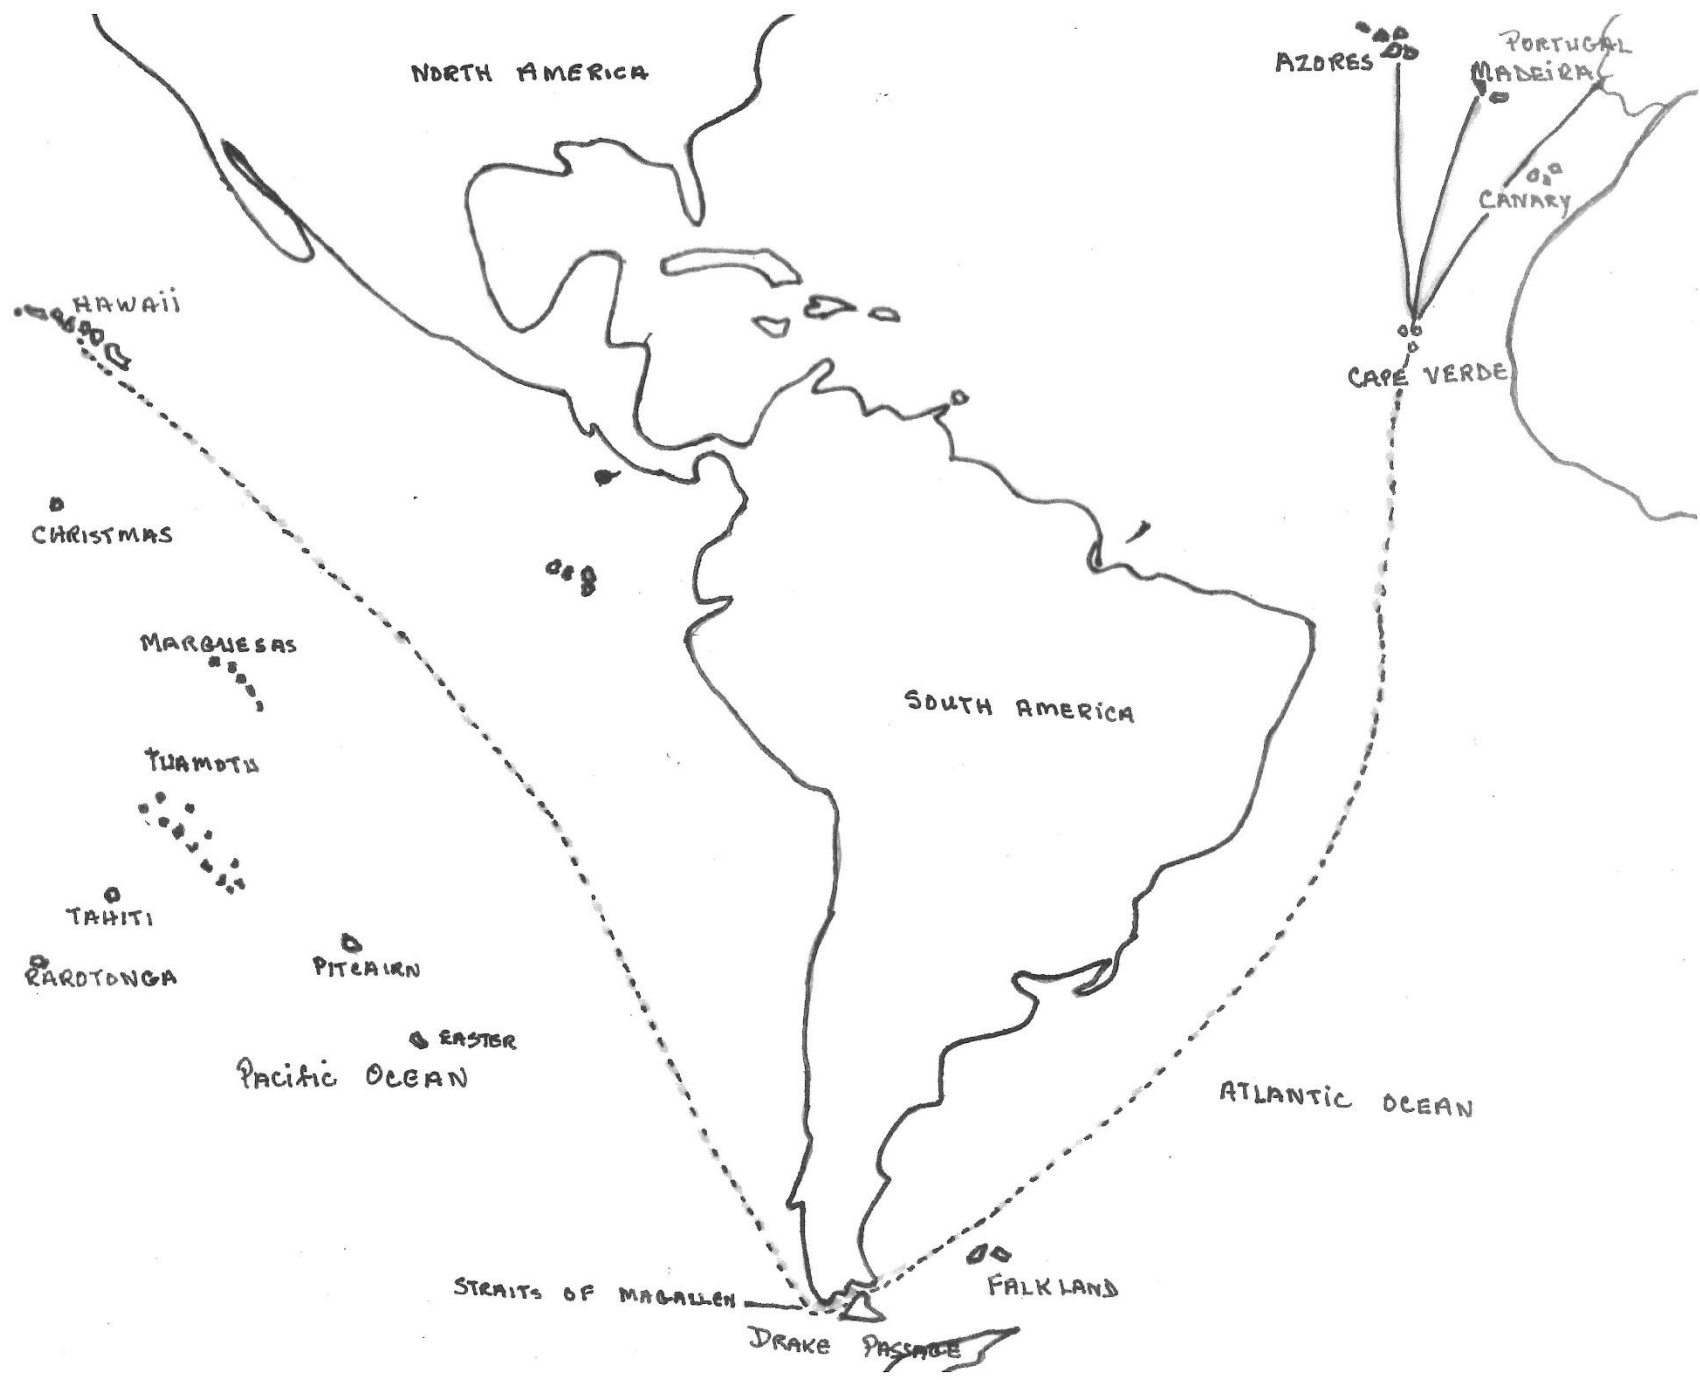 NORTH AMERICA
AZORES
PORTUGAL
MADEIRA
CANARY
HAWAii
CAPE VERDE
CHRISTMAS
MARQUESAS
SOUTH AMERICA
TUAMOTU
TAHITI
RAROTONGA
PITCAIRN
EASTER
PACific OCEAN
ATLANTiC OCEAN
STRAITS OF MAGALLEN
FALKLAND
DRAKE PASSAGE